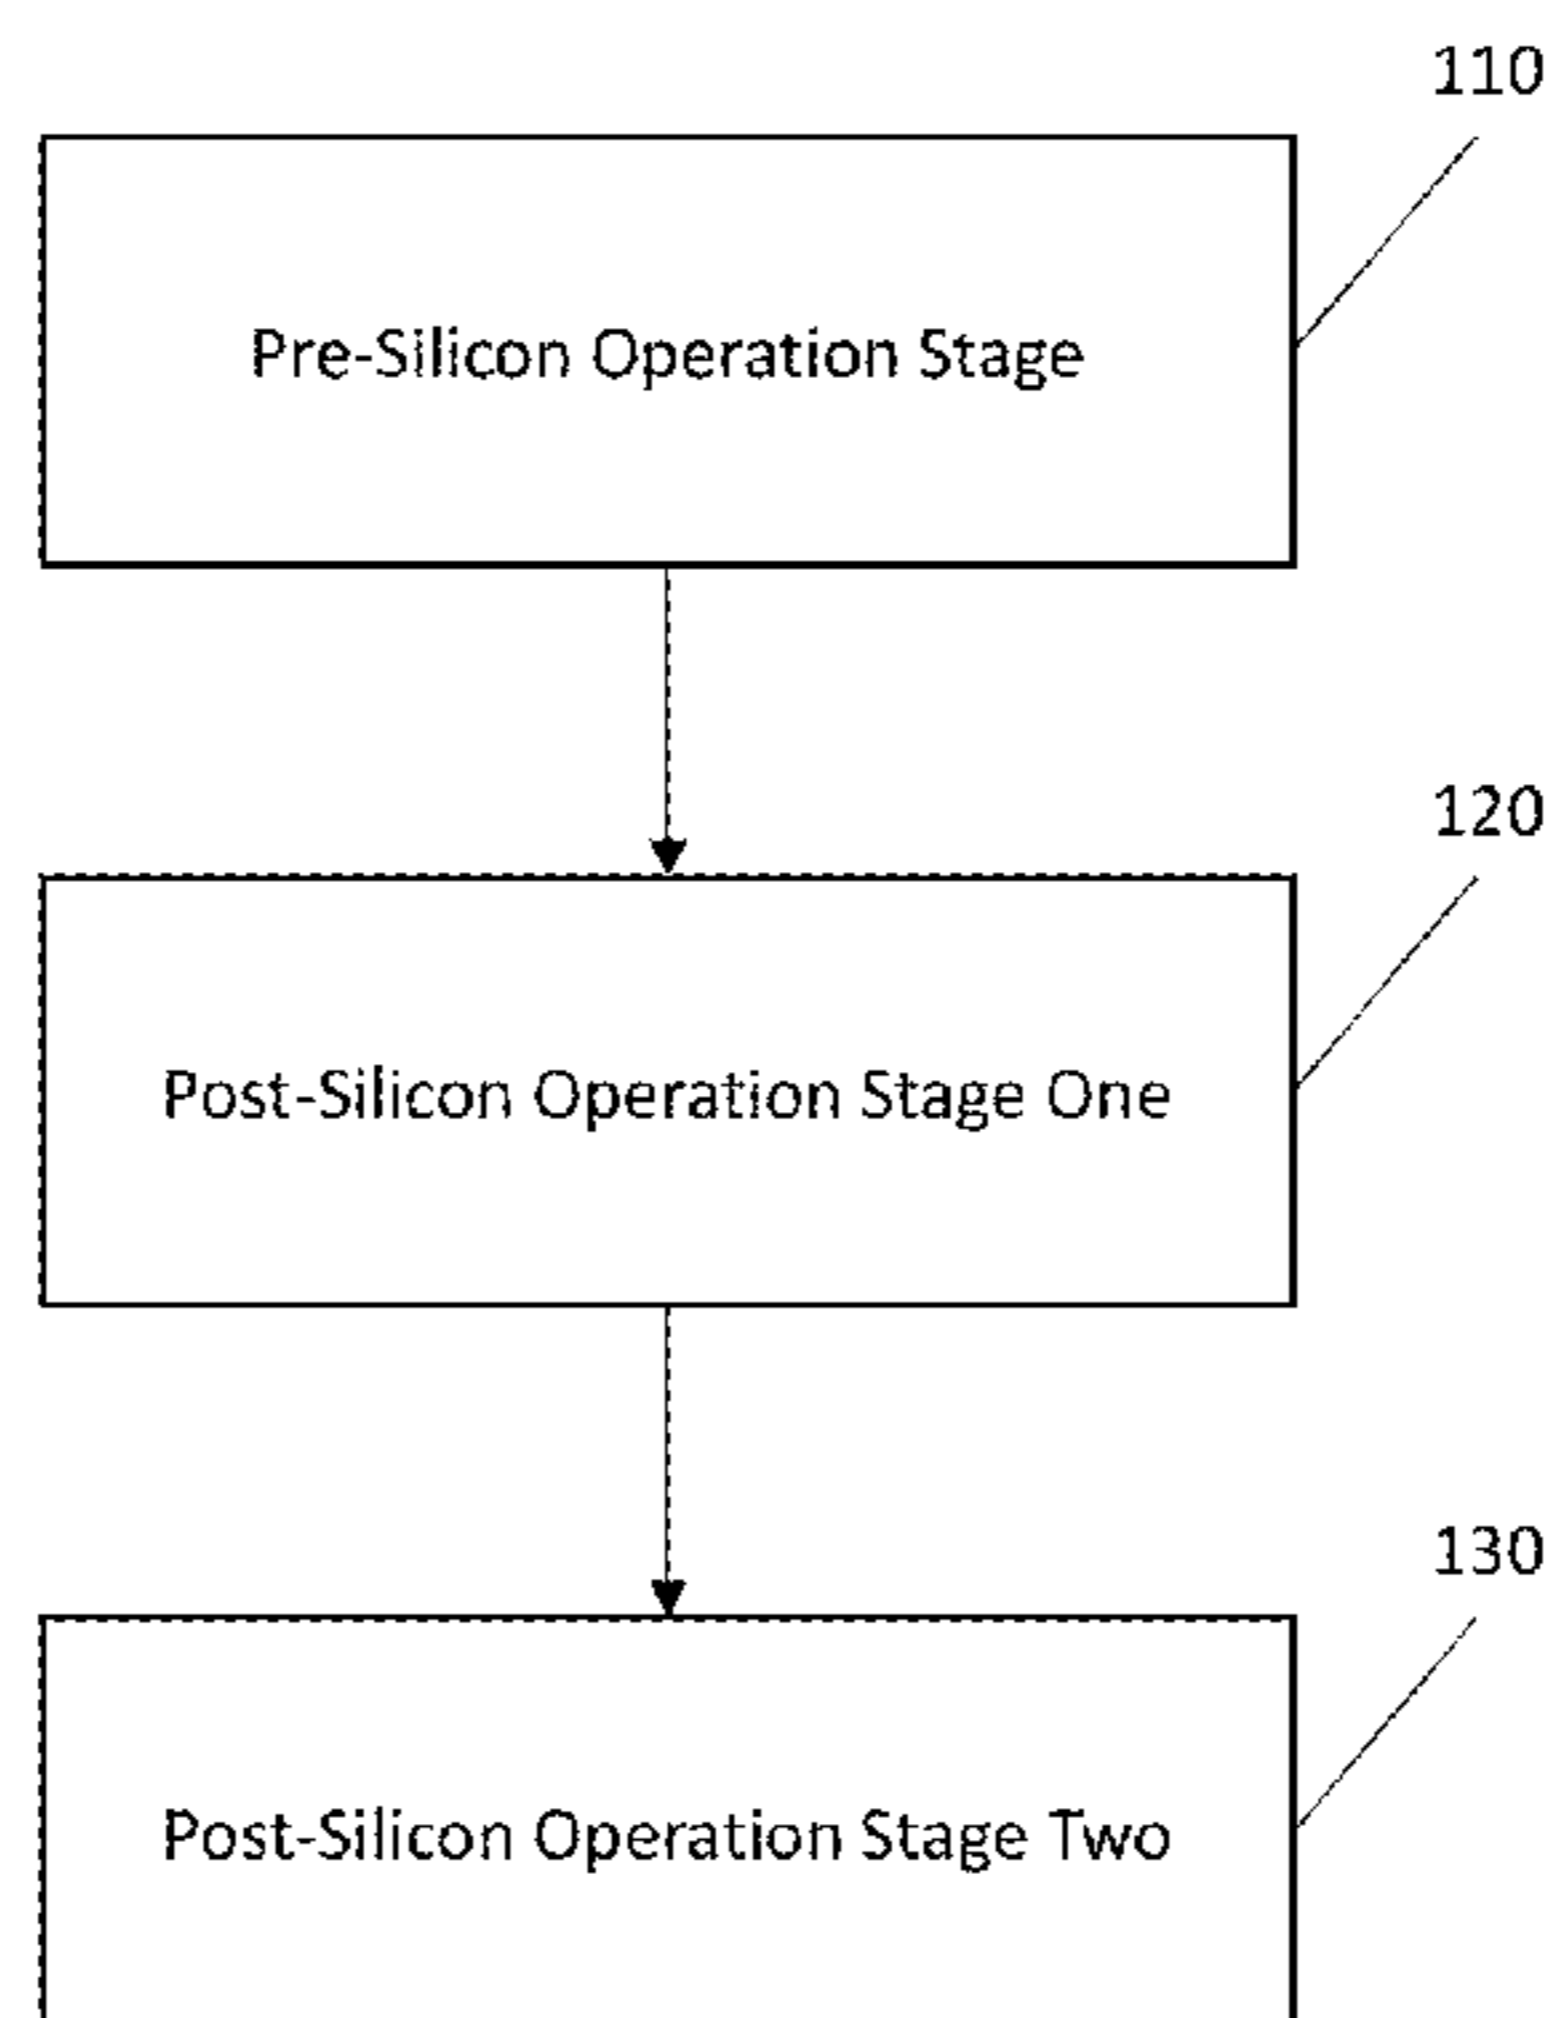 110
Pre-Silicon Operation Stage
120
Post-Silicon Operation Stage One
130
Post-Silicon Operation Stage Two